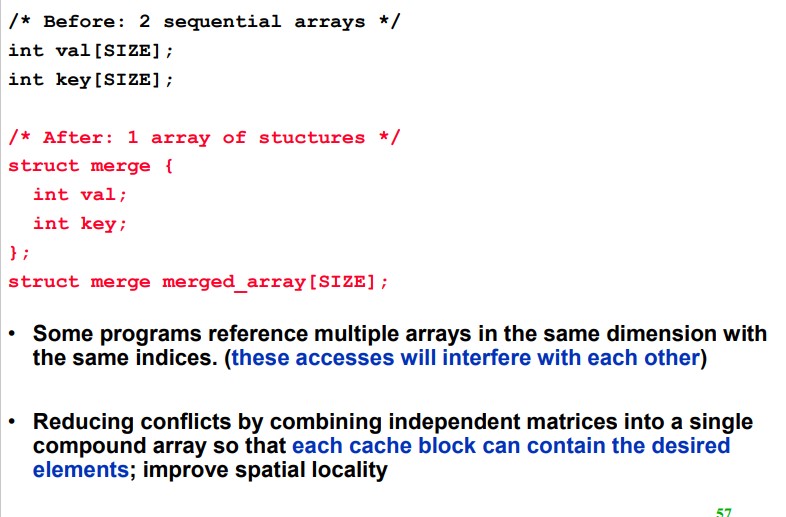 /* Before: 2 sequential arrays */
int val[SIZE];
int key[SIZE];
/* After: 1 array of stuctures */
struct merge {
int val;
int key;
};
struct merge merged_array[SIZE];
• Some programs reference multiple arrays in the same dimension with
the same indices. (these accesses will interfere with each other)
• Reducing conflicts by combining independent matrices into a single
compound array so that each cache block can contain the desired
elements; improve spatial locality
57